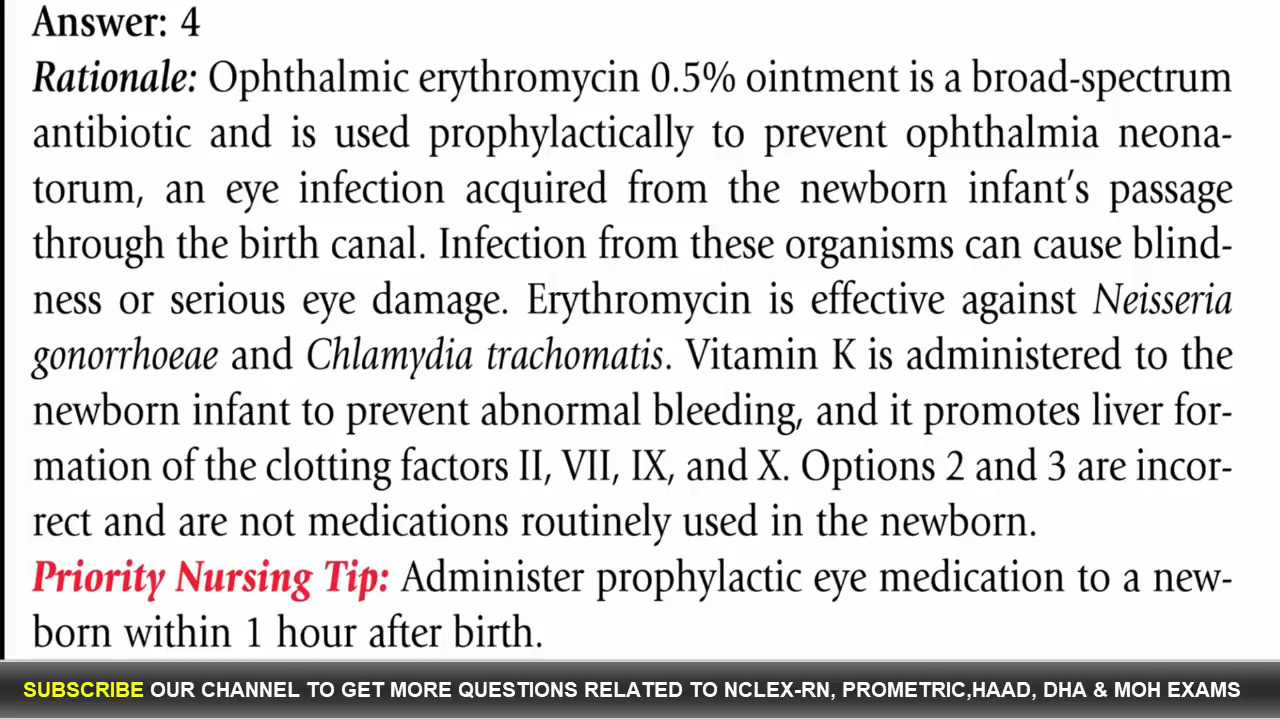 Answer: 4
Rationale: Ophthalmic erythromycin 0.5% ointment is a broad-spectrum
antibiotic and is used prophylactically to prevent ophthalmia neona-
torum, an eye infection acquired from the newborn infant's passage
through the birth canal. Infection from these organisms can cause blind-
ness or serious eye damage. Erythromycin is effective against Neisseria
gonorrhoeae and Chlamydia trachomatis. Vitamin K is administered to the
newborn infant to prevent abnormal bleeding, and it promotes liver for-
mation of the clotting factors II, VII, IX, and X. Options 2 and 3 are incor-
rect and are not medications routinely used in the newborn.
Priority Nursing Tip: Administer prophylactic eye medication to a new-
born within 1 hour after birth.
SUBSCRIBE OUR CHANNEL TO GET MORE QUESTIONS RELATED TO NCLEX-RN, PROMETRIC,HAAD, DHA & MOH EXAMS